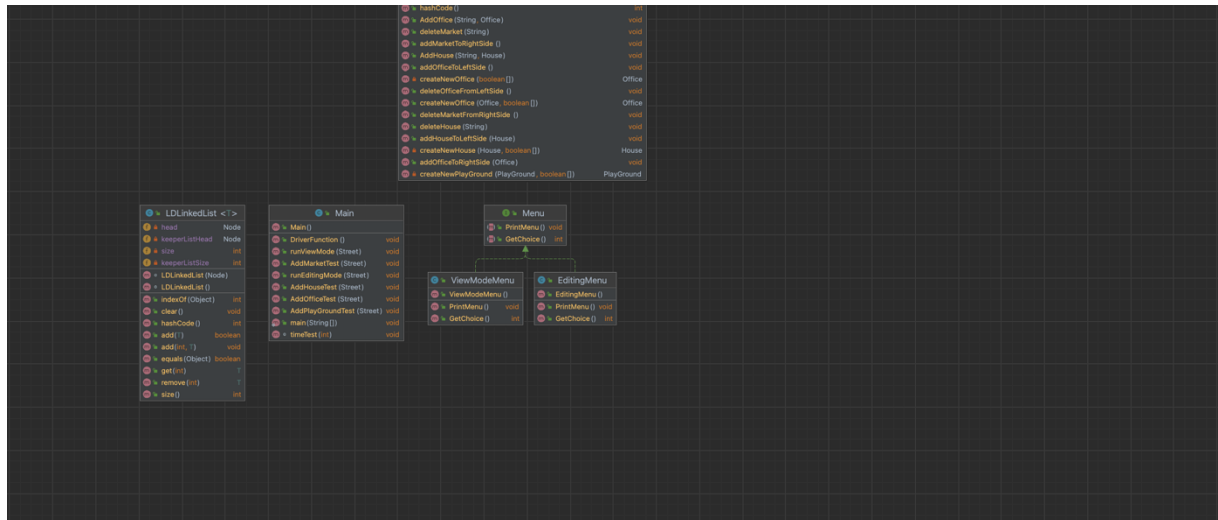 hashCode () int
AddOffice (String, Office) void
deleteMarket (String) void
addMarketToRightSide () void
AddHouse (String, House) void
addOfficeToLeftSide () void
createNewOffice (boolean []) Office
deleteOfficeFromLeftSide () void
createNewOffice (Office, boolean []) Office
deleteMarketFromRightSide () void
deleteHouse (String) void
addHouseToLeftSide (House) void
createNewHouse (House, boolean []) House
addOfficeToRightSide (Office) void
createNewPlayGround (PlayGround, boolean []) PlayGround
LDLinkedList <T>
head Node
keeperListHead Node
size int
keeperListSize int
LDLinkedList (Node)
LDLinkedList ()
indexOf (Object) int
clear () void
hashCode () int
add (T) boolean
add (int, T) void
equals (Object) boolean
get (int) T
remove (int) T
size () int
Main
Main ()
DriverFunction () void
runViewMode (Street) void
AddMarketTest (Street) void
runEditingMode (Street) void
AddHouseTest (Street) void
AddOfficeTest (Street) void
AddPlayGroundTest (Street) void
main (String []) void
timeTest (int) void
Menu
PrintMenu () void
GetChoice () int
ViewModeMenu
ViewModeMenu ()
PrintMenu () void
GetChoice () int
EditingMenu
EditingMenu ()
PrintMenu () void
GetChoice () int